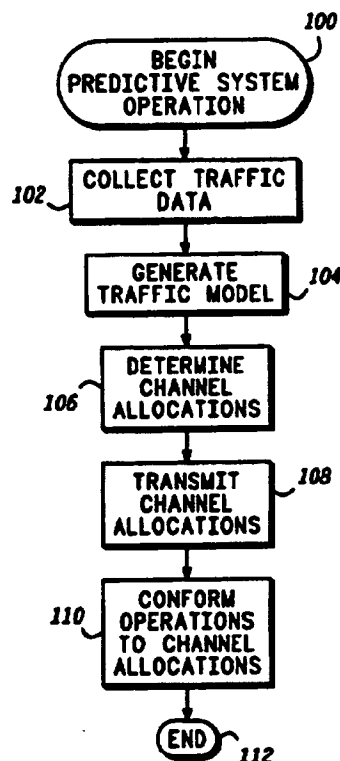 100
BEGIN
PREDICTIVE SYSTEM
OPERATION
COLLECT TRAFFIC
DATA
102
GENERATE
TRAFFIC MODEL
104
DETERMINE
CHANNEL
ALLOCATIONS
106
TRANSMIT
CHANNEL
ALLOCATIONS
108
CONFORM
OPERATIONS
TO CHANNEL
ALLOCATIONS
110
END
112